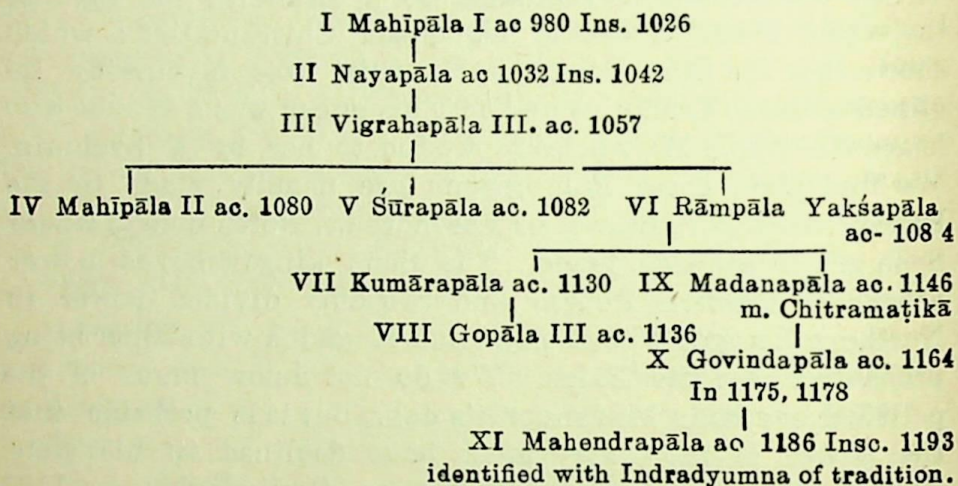 I Mahīpāla I ac 980 Ins. 1026
II Nayapāla ac 1032 Ins. 1042
III Vigrahapāla III. ac. 1057
IV Mahīpāla II ac. 1080 V Śūrapāla ac. 1082 VI Rāmpāla Yakśapāla
ac- 108 4
VII Kumārapāla ac. 1130 IX Madanapāla ac. 1146
m. Chitramaṭikā
VIII Gopāla III ac. 1136
X Govindapāla ac. 1164
In 1175, 1178
XI Mahendrapāla ac 1186 Insc. 1193
identified with Indradyumna of tradition.